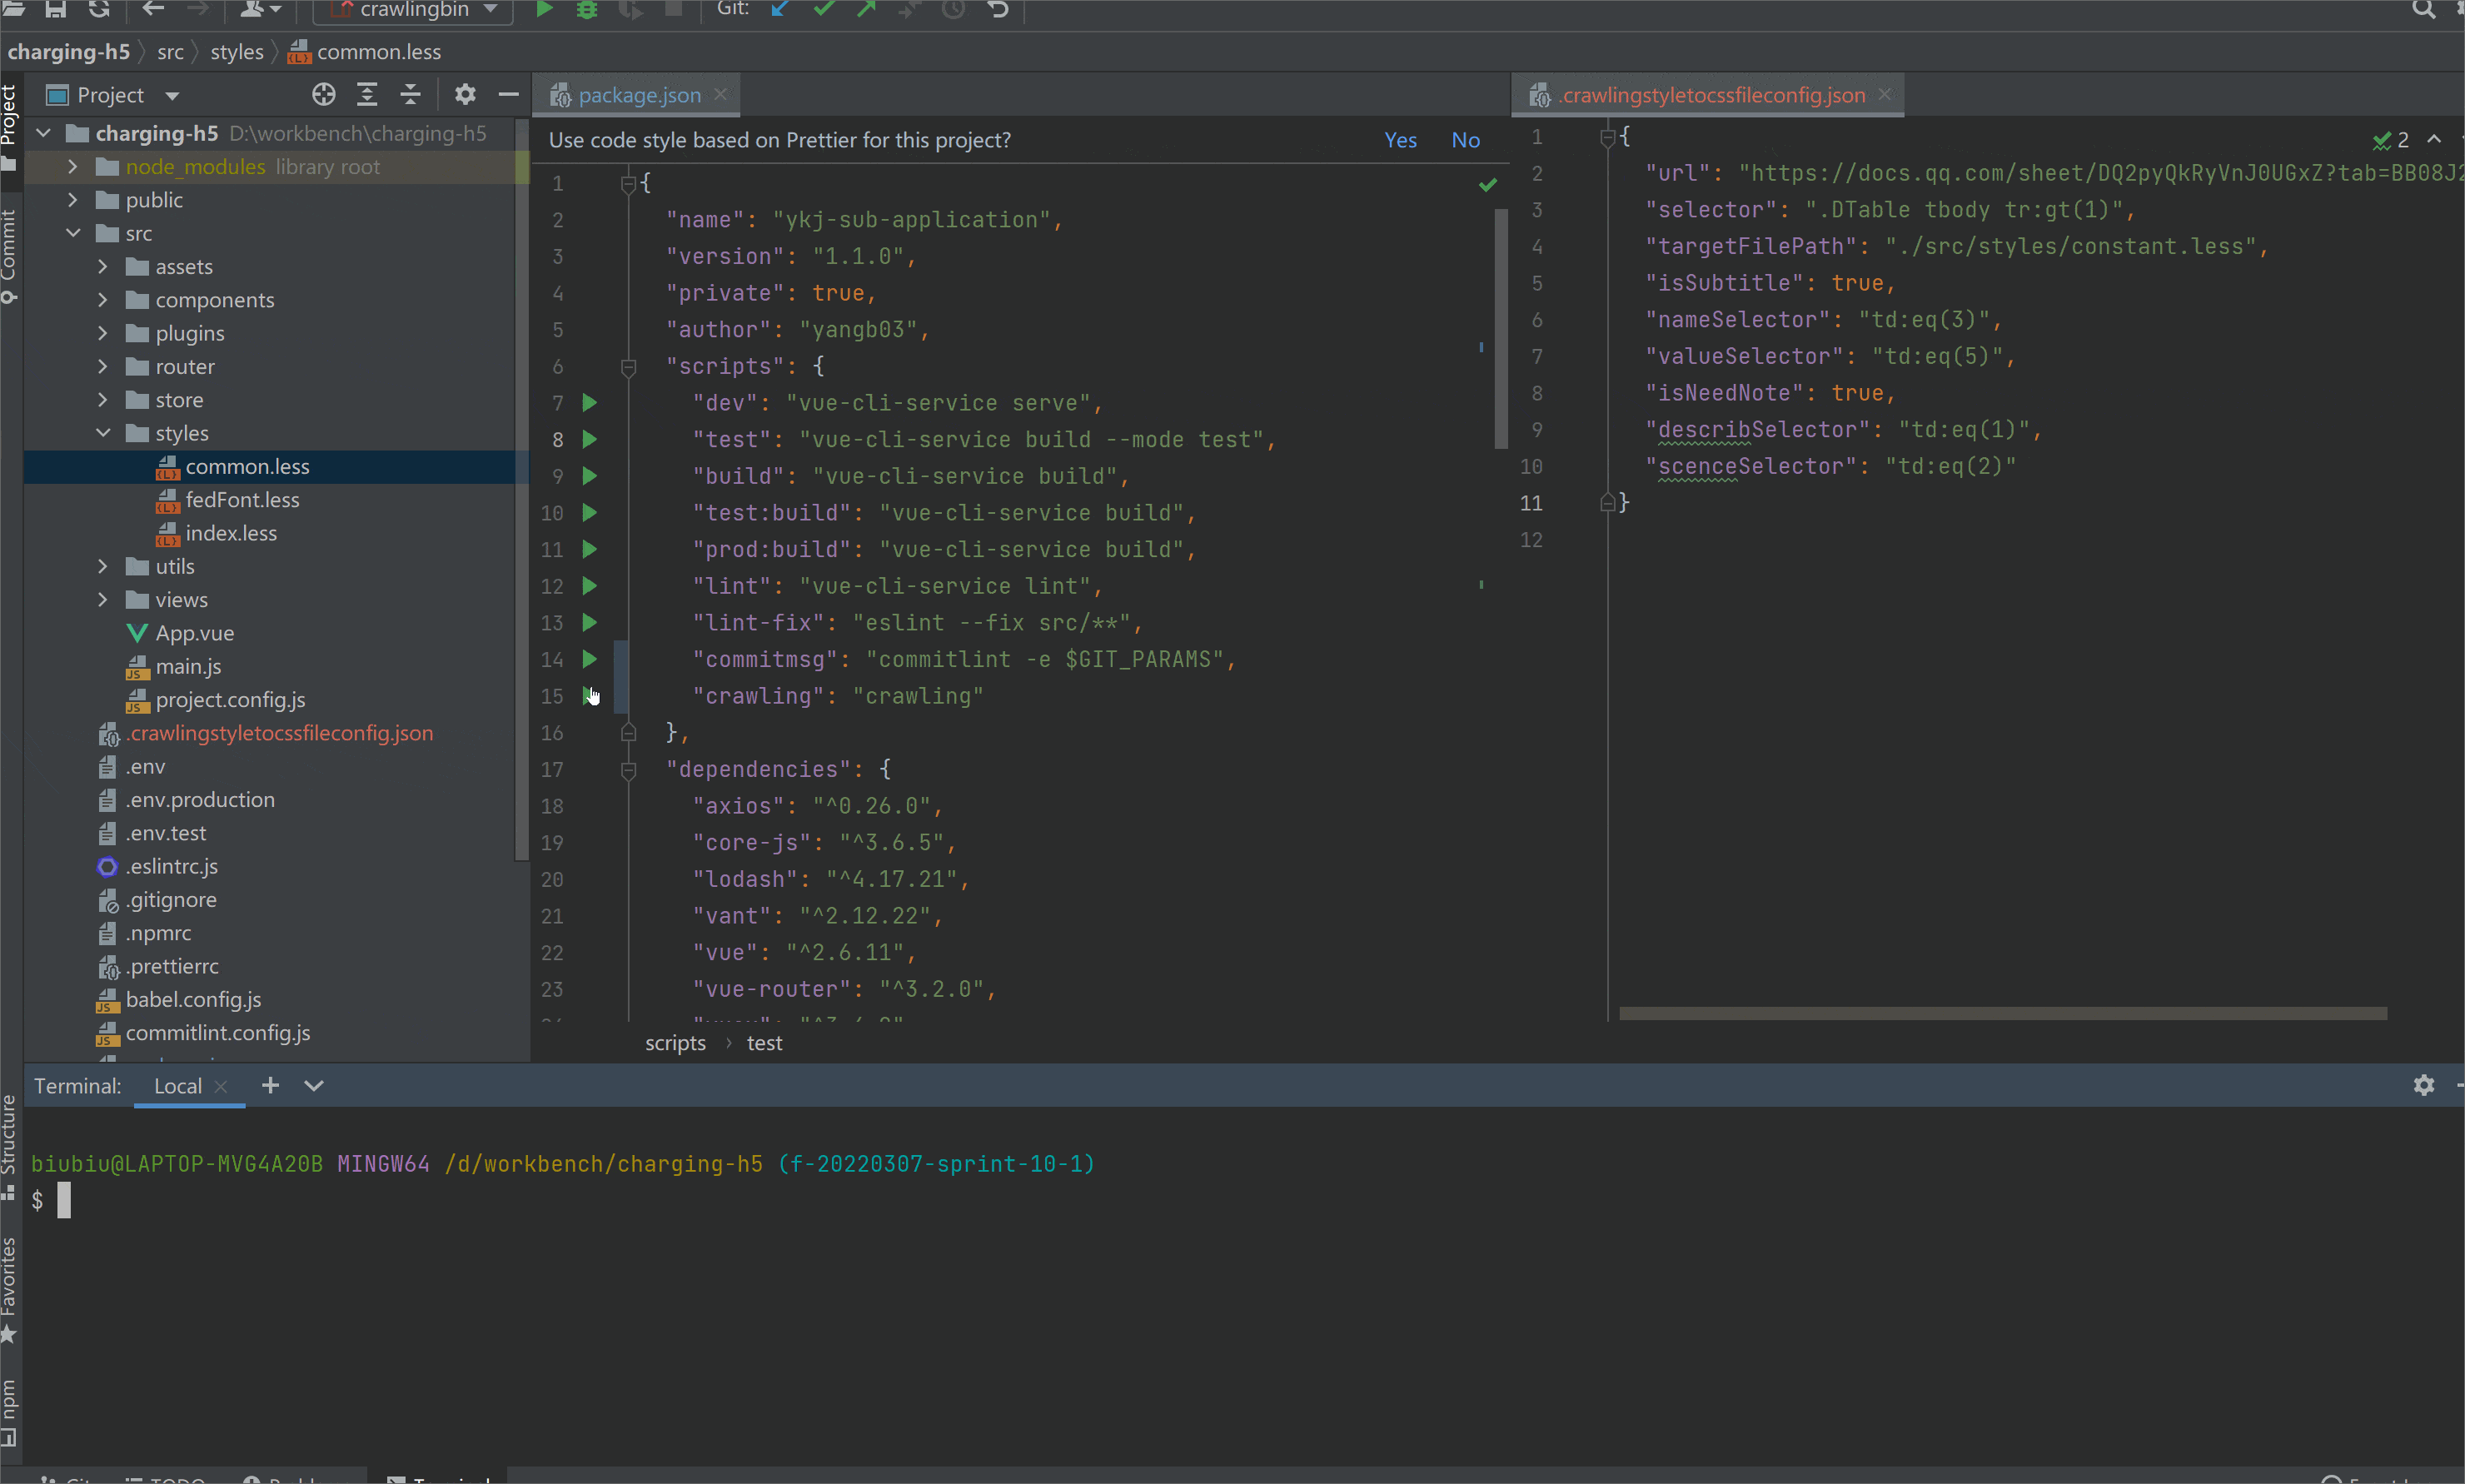 crawlingbin
Git:
charging-h5 src styles common.less
Project
package.json
.crawlingstyletocssfileconfig.json
Project
Commit
Structure
Favorites
npm
charging-h5 D:\workbench\charging-h5
node_modules library root
public
src
assets
components
plugins
router
store
styles
common.less
fedFont.less
index.less
utils
views
App.vue
main.js
project.config.js
.crawlingstyletocssfileconfig.json
.env
.env.production
.env.test
.eslintrc.js
.gitignore
.npmrc
.prettierrc
babel.config.js
commitlint.config.js
Use code style based on Prettier for this project? Yes No
1 {
2 "name": "ykj-sub-application",
3 "version": "1.1.0",
4 "private": true,
5 "author": "yangb03",
6 "scripts": {
7 "dev": "vue-cli-service serve",
8 "test": "vue-cli-service build --mode test",
9 "build": "vue-cli-service build",
10 "test:build": "vue-cli-service build",
11 "prod:build": "vue-cli-service build",
12 "lint": "vue-cli-service lint",
13 "lint-fix": "eslint --fix src/**",
14 "commitmsg": "commitlint -e $GIT_PARAMS",
15 "crawling": "crawling"
16 },
17 "dependencies": {
18 "axios": "^0.26.0",
19 "core-js": "^3.6.5",
20 "lodash": "^4.17.21",
21 "vant": "^2.12.22",
22 "vue": "^2.6.11",
23 "vue-router": "^3.2.0",
scripts › test
1 {
2
2 "url": "https://docs.qq.com/sheet/DQ2pyQkRyVnJ0UGxZ?tab=BB08J2
3 "selector": ".DTable tbody tr:gt(1)",
4 "targetFilePath": "./src/styles/constant.less",
5 "isSubtitle": true,
6 "nameSelector": "td:eq(3)",
7 "valueSelector": "td:eq(5)",
8 "isNeedNote": true,
9 "describSelector": "td:eq(1)",
10 "scenceSelector": "td:eq(2)"
11 }
12
Terminal: Local
biubiu@LAPTOP-MVG4A20B MINGW64 /d/workbench/charging-h5 (f-20220307-sprint-10-1)
$